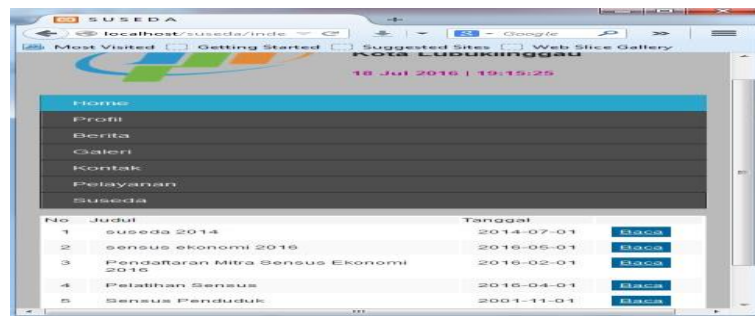 SUSEDA
localhost/suseda/inde
Google
Most Visited Getting Started Suggested Sites Web Slice Gallery
Kota Lubuklinggau
18 Jul 2016 | 19:15:25
Home
Profil
Berita
Galeri
Kontak
Pelayanan
Suseda
No Judul Tanggal
1 suseda 2014 2014-07-01 Baca
2 sensus ekonomi 2016 2016-05-01 Baca
3 Pendaftaran Mitra Sensus Ekonomi 2016-02-01 Baca
2016
4 Pelatihan Sensus 2016-04-01 Baca
5 Sensus Penduduk 2001-11-01 Baca